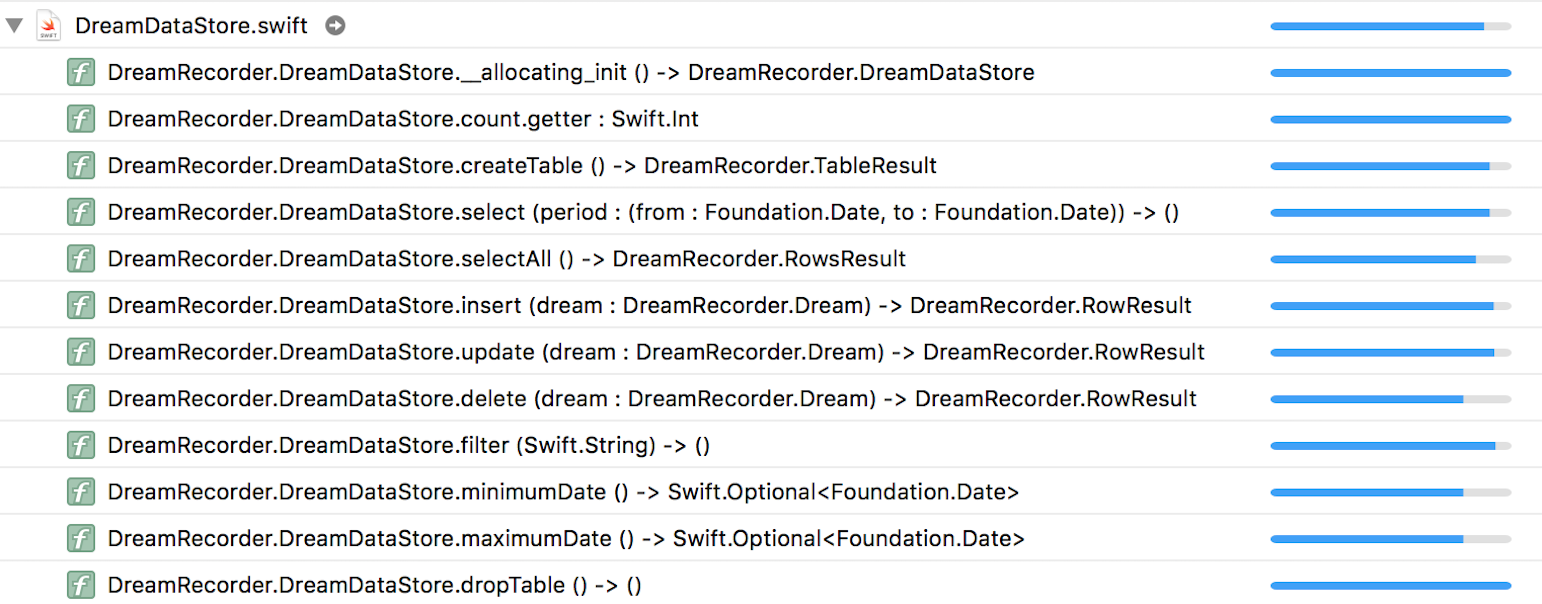 DreamDataStore.swift
SWIFT
DreamRecorder.DreamDataStore.__allocating_init () -> DreamRecorder.DreamDataStore
DreamRecorder.DreamDataStore.count.getter : Swift.Int
DreamRecorder.DreamDataStore.createTable () -> DreamRecorder.TableResult
DreamRecorder.DreamDataStore.select (period : (from : Foundation.Date, to : Foundation.Date)) -> ()
DreamRecorder.DreamDataStore.selectAll () -> DreamRecorder.RowsResult
DreamRecorder.DreamDataStore.insert (dream : DreamRecorder.Dream) -> DreamRecorder.RowResult
DreamRecorder.DreamDataStore.update (dream : DreamRecorder.Dream) -> DreamRecorder.RowResult
DreamRecorder.DreamDataStore.delete (dream : DreamRecorder.Dream) -> DreamRecorder.RowResult
DreamRecorder.DreamDataStore.filter (Swift.String) -> ()
DreamRecorder.DreamDataStore.minimumDate () -> Swift.Optional<Foundation.Date>
DreamRecorder.DreamDataStore.maximumDate () -> Swift.Optional<Foundation.Date>
DreamRecorder.DreamDataStore.dropTable () -> ()